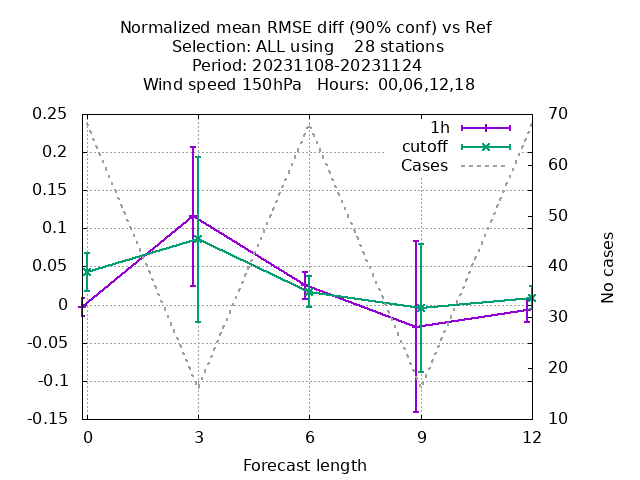 Normalized mean RMSE diff (90% conf) vs Ref
Selection: ALL using    28 stations
Period: 20231108-20231124
Wind speed 150hPa   Hours:  00,06,12,18
0.25
0.2
0.15
0.1
0.05
0
-0.05
-0.1
-0.15
1h
cutoff
Cases
70
60
50
40
30
20
10
No cases
0 3 6 9 12
Forecast length